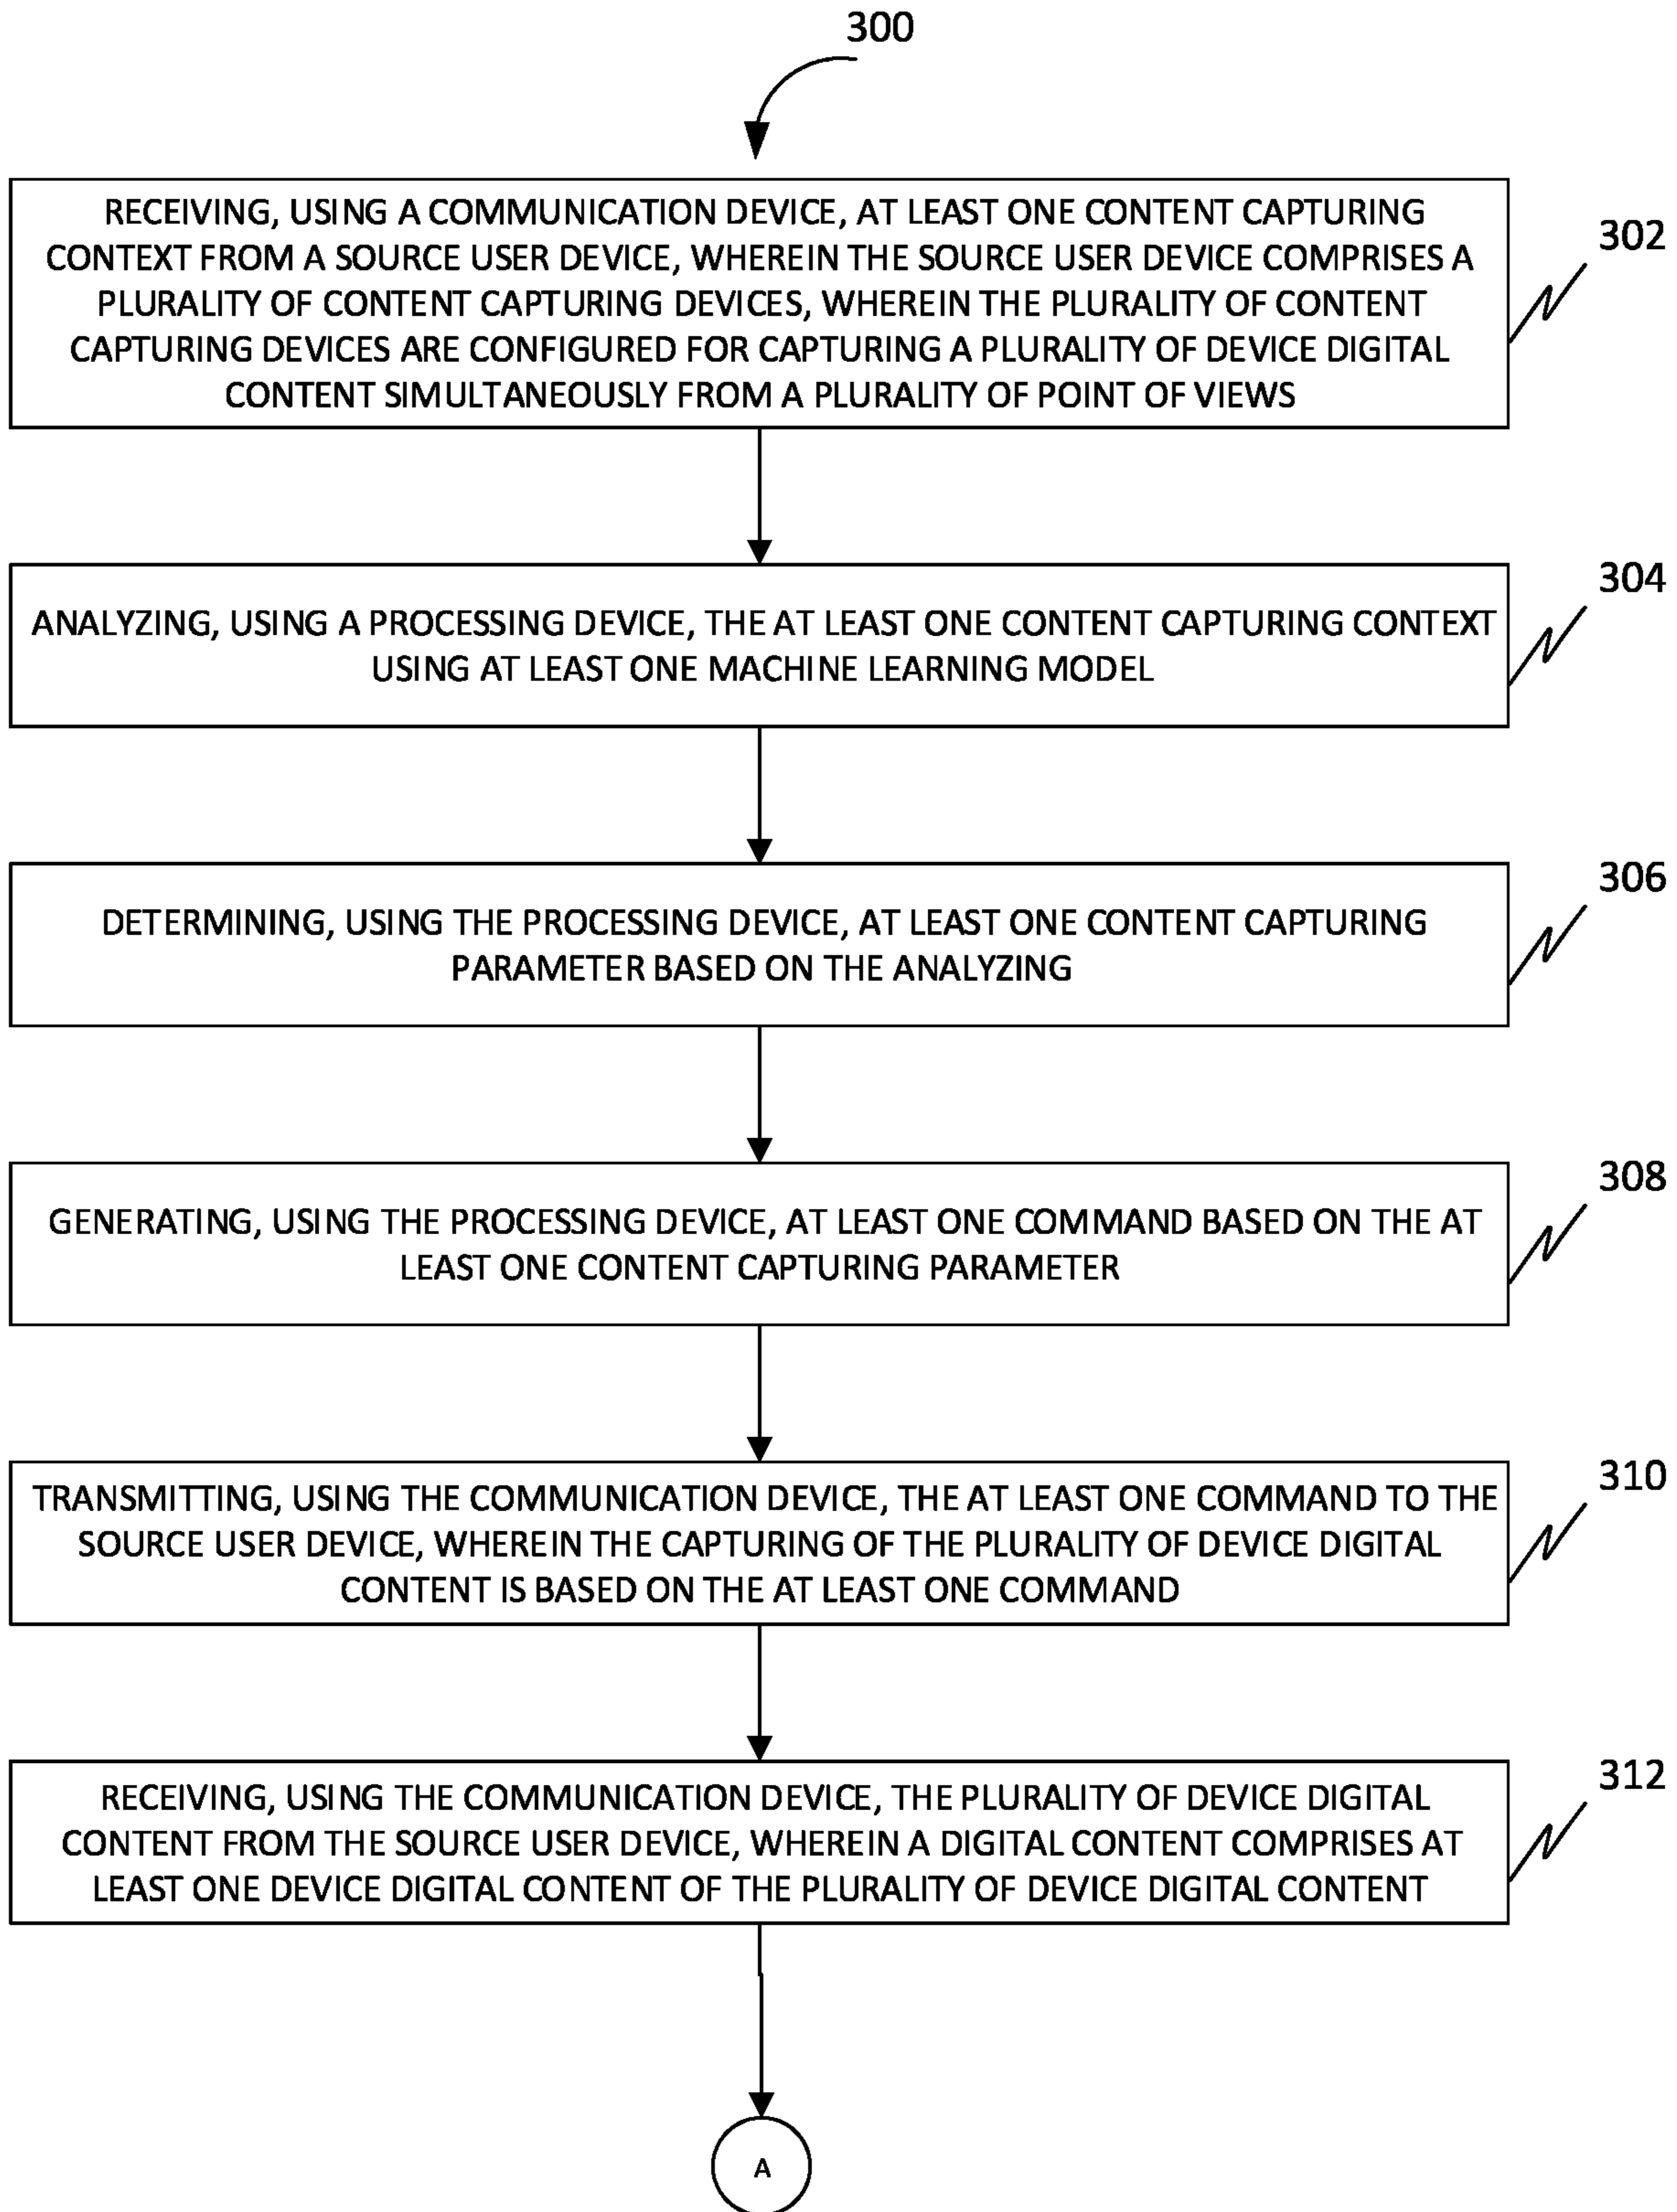 300
RECEIVING, USING A COMMUNICATION DEVICE, AT LEAST ONE CONTENT CAPTURING
CONTEXT FROM A SOURCE USER DEVICE, WHEREIN THE SOURCE USER DEVICE COMPRISES A
PLURALITY OF CONTENT CAPTURING DEVICES, WHEREIN THE PLURALITY OF CONTENT
CAPTURING DEVICES ARE CONFIGURED FOR CAPTURING A PLURALITY OF DEVICE DIGITAL
CONTENT SIMULTANEOUSLY FROM A PLURALITY OF POINT OF VIEWS
302
ANALYZING, USING A PROCESSING DEVICE, THE AT LEAST ONE CONTENT CAPTURING CONTEXT
USING AT LEAST ONE MACHINE LEARNING MODEL
304
DETERMINING, USING THE PROCESSING DEVICE, AT LEAST ONE CONTENT CAPTURING
PARAMETER BASED ON THE ANALYZING
306
GENERATING, USING THE PROCESSING DEVICE, AT LEAST ONE COMMAND BASED ON THE AT
LEAST ONE CONTENT CAPTURING PARAMETER
308
TRANSMITTING, USING THE COMMUNICATION DEVICE, THE AT LEAST ONE COMMAND TO THE
SOURCE USER DEVICE, WHEREIN THE CAPTURING OF THE PLURALITY OF DEVICE DIGITAL
CONTENT IS BASED ON THE AT LEAST ONE COMMAND
310
RECEIVING, USING THE COMMUNICATION DEVICE, THE PLURALITY OF DEVICE DIGITAL
CONTENT FROM THE SOURCE USER DEVICE, WHEREIN A DIGITAL CONTENT COMPRISES AT
LEAST ONE DEVICE DIGITAL CONTENT OF THE PLURALITY OF DEVICE DIGITAL CONTENT
312
A